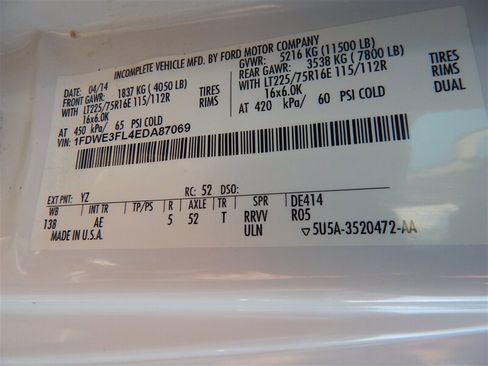 INCOMPLETE VEHICLE MFD. BY FORD MOTOR COMPANY
04/14 GVWR: 5216 KG (11500 LB)
FRONT GAWR: 1837 KG (4050 LB) REAR GAWR: 3538 KG (7800 LB)
WITH LT225/75R16E 115/112R TIRES WITH LT225/75R16E 115/112R TIRES
16x6.0K RIMS 16x6.0K RIMS
AT 450 kPa/ 65 PSI COLD AT 420 kPa/ 60 PSI COLD DUAL
VIN: 1FDWE3FL4EDA87069
EXT PNT: YZ RC: 52 DSO:
WB INT TR TP/PS R AXLE TR SPR DE414
138 AE 5 52 T RRVV R05
MADE IN U.S.A. ULN ▽5U5A-3520472-AA